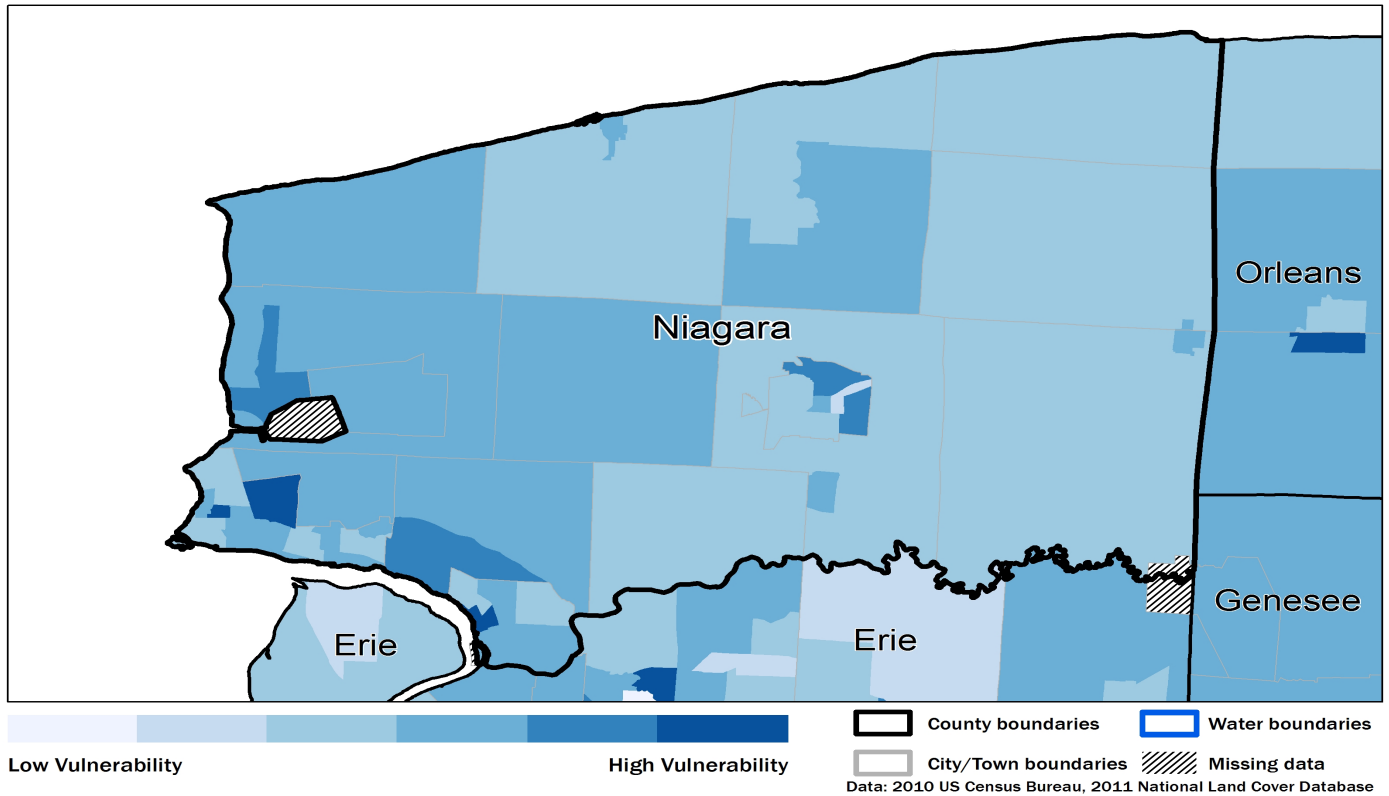 Orleans
Niagara
Genesee
Erie
Erie
Low Vulnerability
High Vulnerability
County boundaries
Water boundaries
City/Town boundaries
Missing data
Data: 2010 US Census Bureau, 2011 National Land Cover Database